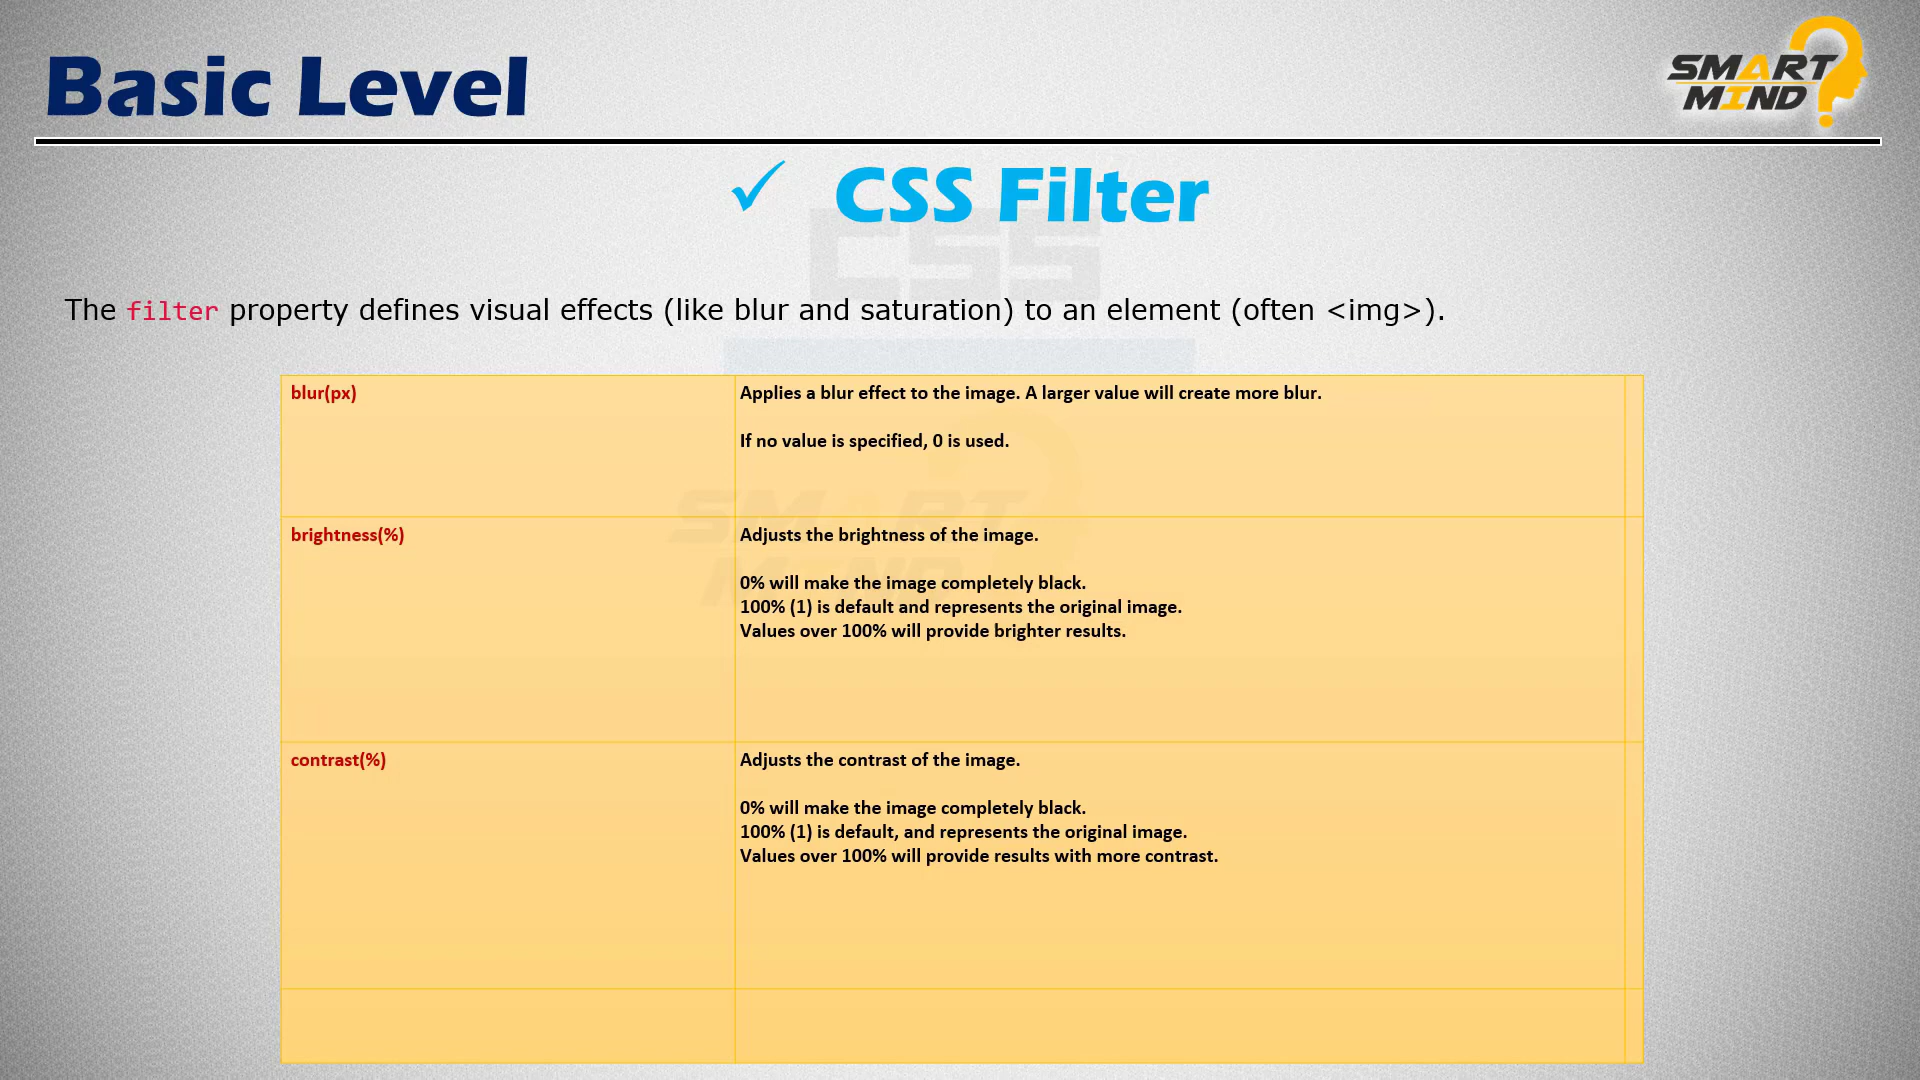 Basic Level
SMART
MIND
✓ CSS Filter
CSS
The filter property defines visual effects (like blur and saturation) to an element (often <img>).
blur(px)
Applies a blur effect to the image. A larger value will create more blur.
If no value is specified, 0 is used.
SMART
MIND
brightness(%)
Adjusts the brightness of the image.
0% will make the image completely black.
100% (1) is default and represents the original image.
Values over 100% will provide brighter results.
contrast(%)
Adjusts the contrast of the image.
0% will make the image completely black.
100% (1) is default, and represents the original image.
Values over 100% will provide results with more contrast.